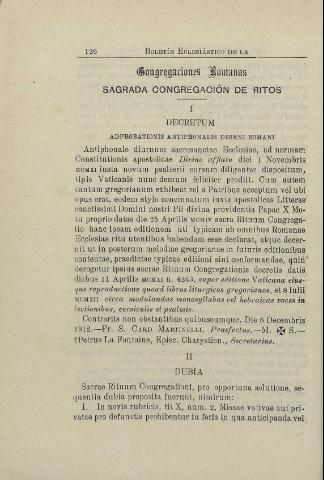 126 BOLETÍN ECLESIÁSTICO DE LA
Congregaciones Romanas
SAGRADA CONGREGACIÓN DE RITOS
I
DECRETUM
ADPROBATIONIS ANTIPHONALIS DIURNI ROMANI
Antiphonale diurnum sacrosanctae Ecclesiae, ad normam
Constitutionis apostolicae Divino afflatu diei 1 Novembris
MCMXI iuxta novum psalterii cursum diligenter dispositum,
typis Vaticanis nunc demum feliciter prodiit. Cum autem
cantum gregorianum exhibeat vel a Patribus acceptum vel ubi
opus erat, eodem stylo concinnatum iuxta apostolicas Litteras
sanctissimi Domini nostri Pii divina providentia Papae X Mo-
tu proprio datas die 25 Aprilis MCMIV sacra Rituum Congrega-
tio hanc ipsam editionem uti typicam ab omnibus Romanae
Ecclesiae ritu utentibus habendam esse declarat, atque decer-
nit ut in posterum melodiae gregorianae in futuris editionibus
contentae, praedictae typicae editioni sint conformandae, quin
derogetur ipsius sacrae Rituum Congregationis decretis datis
diebus 11 Aprilis MCMXI n. 4263, super editione Vaticana eius-
que reproductione quoad libros liturgicos gregorianos, et 8 Iulii
MCMXII circa modulandas monosyllabas vel hebraicas voces in
lectionibus, versiculis et psalmis.
Contrariis non obstantibus quibuscumque. Die 8 Decembris
1912.—Fr. S. CARD MARTINELLI, Praefectus.—M. ✠ S.—
†Petrus La Fontaine, Episc. Charystien., Secretarius.
II
DUBIA
Sacrae Rituum Congregationi, pro opportuna solutione, se-
quentia dubia proposita fuerunt, nimirum:
I. In novis rubricis, tit X, num. 2, Missae votivae aut pri-
vatae pro defunctis prohibentur in feria in qua anticipanda vel